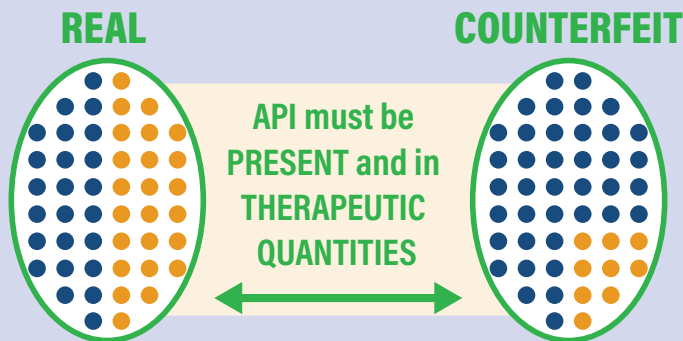 REAL
COUNTERFEIT
API must be
PRESENT and in
THERAPEUTIC
QUANTITIES